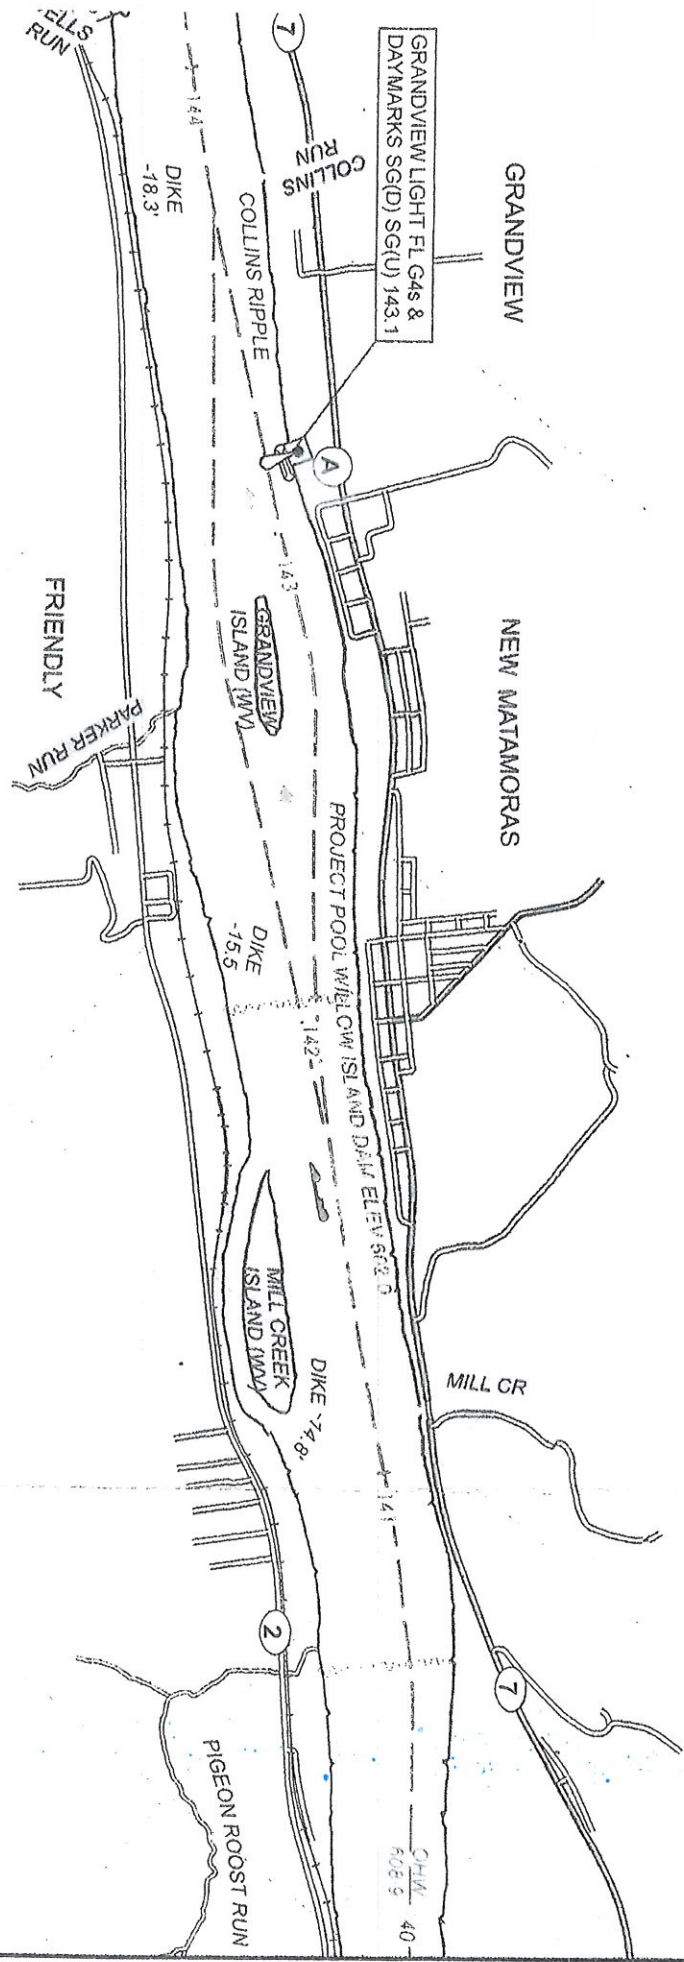 ELLS
RUN
7
GRANDVIEW LIGHT FL G4s &
DAYMARKS SG(D) SG(U) 143.1
GRANDVIEW
COLLINS
RUN
144
DIKE
-18.3'
COLLINS RIPPLE
A
143
GRANDVIEW
ISLAND (WV)
FRIENDLY
PARKER RUN
NEW MATAMORAS
PROJECT POOL WILLOW ISLAND DAM ELEV 602.0
DIKE
-15.5
142
MILL CREEK
ISLAND (WV)
DIKE -14.8'
MILL CR
141
2
7
PIGEON ROOST RUN
OHW
608.9
40